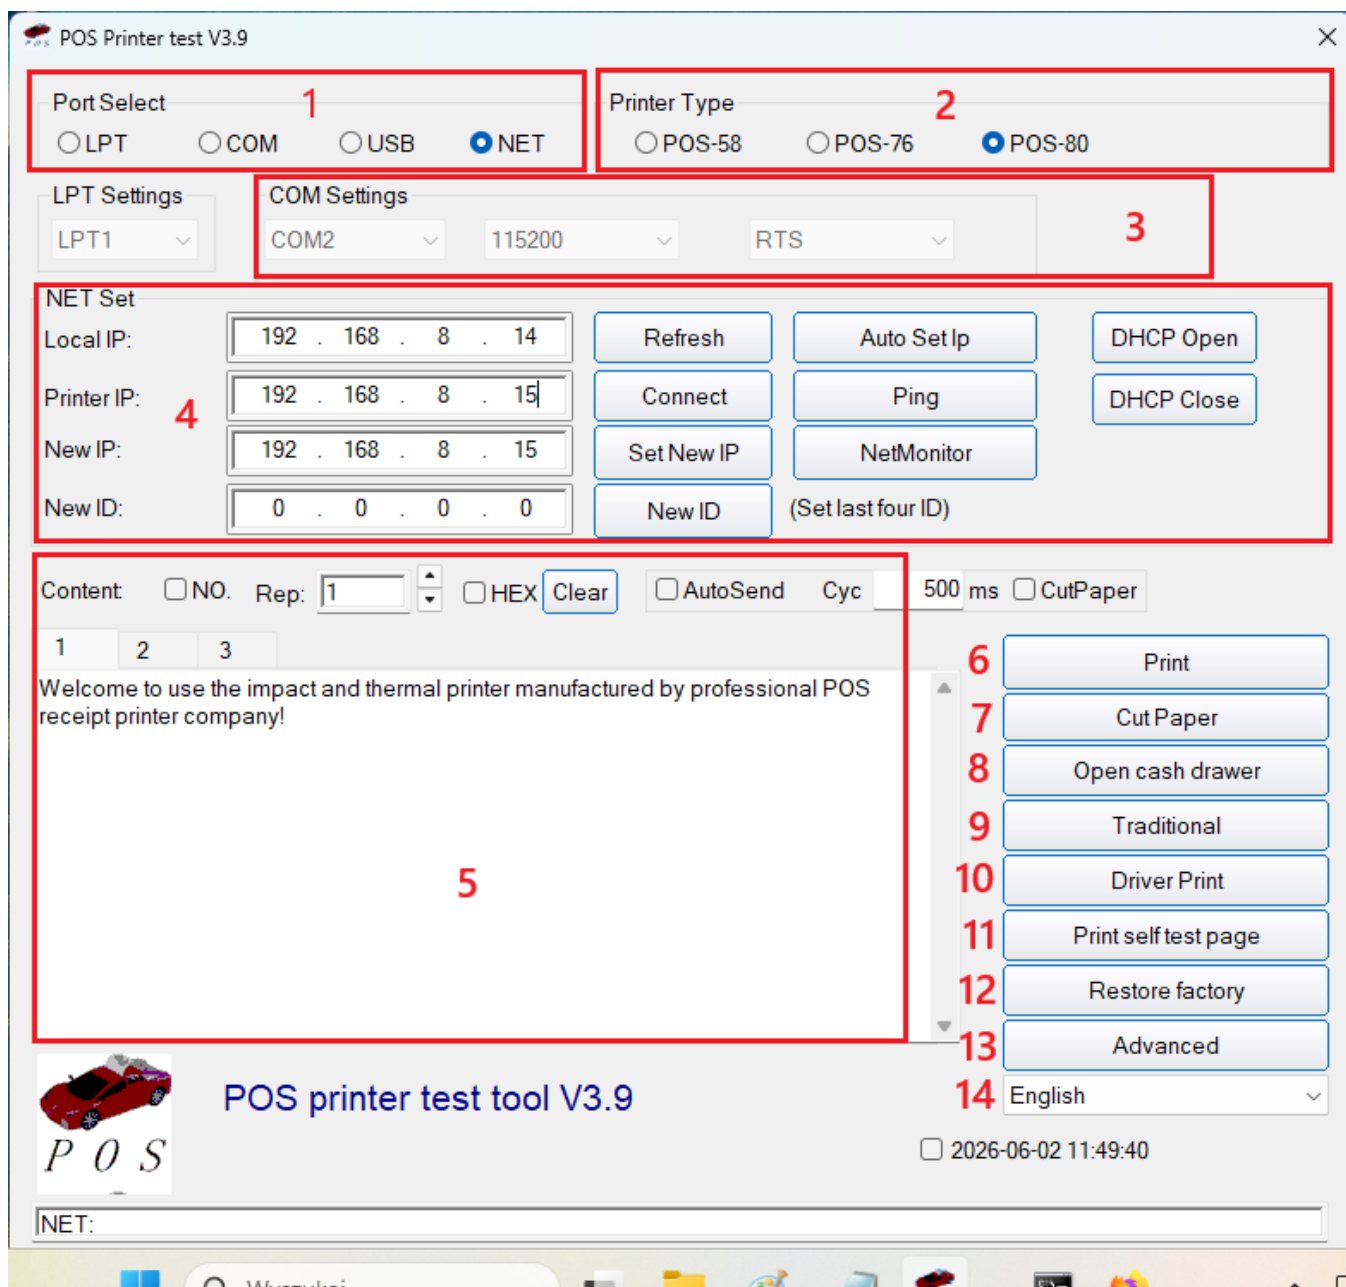 POS Printer test V3.9
Port Select 1
LPT COM USB NET
Printer Type 2
POS-58 POS-76 POS-80
LPT Settings
LPT1
COM Settings
COM2 115200 RTS 3
NET Set
Local IP: 192 . 168 . 8 . 14 Refresh Auto Set Ip DHCP Open
Printer IP: 192 . 168 . 8 . 15 Connect Ping DHCP Close
4
New IP: 192 . 168 . 8 . 15 Set New IP NetMonitor
New ID: 0 . 0 . 0 . 0 New ID (Set last four ID)
Content: NO. Rep: 1 HEX Clear AutoSend Cyc 500 ms CutPaper
1 2 3
Welcome to use the impact and thermal printer manufactured by professional POS
receipt printer company!
5
6 Print
7 Cut Paper
8 Open cash drawer
9 Traditional
10 Driver Print
11 Print self test page
12 Restore factory
13 Advanced
14 English
POS printer test tool V3.9
POS
2026-06-02 11:49:40
NET: